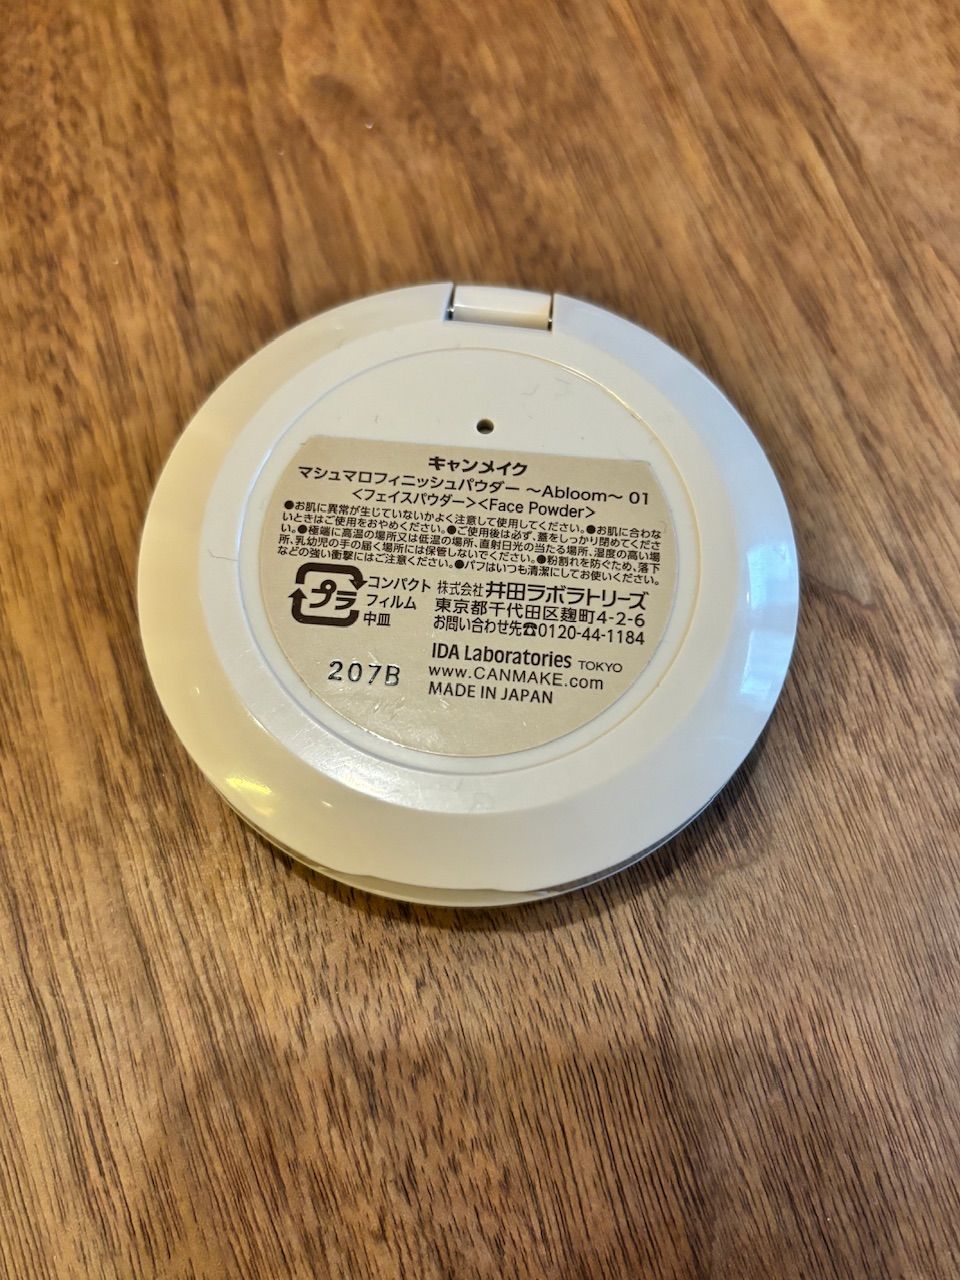 キャンメイク
マシュマロフィニッシュパウダー ～Abloom～ 01
<フェイスパウダー><Face Powder>
●お肌に異常が生じていないかよく注意して使用してください。●お肌に合わな
いときはご使用をおやめください。●ご使用後は必ず、蓋をしっかり閉めてくださ
い。●極端に高温の場所又は低温の場所、直射日光の当たる場所、湿度の高い場
所、乳幼児の手の届く場所には保管しないでください。●粉割れを防ぐため、落下
などの強い衝撃にはご注意ください。●パフはいつも清潔にしてお使いください。
プラ
コンパクト
フィルム
中皿
株式会社 井田ラボラトリーズ
東京都千代田区麹町4-2-6
お問い合わせ先☎0120-44-1184
IDA Laboratories TOKYO
www.CANMAKE.com
MADE IN JAPAN
207B